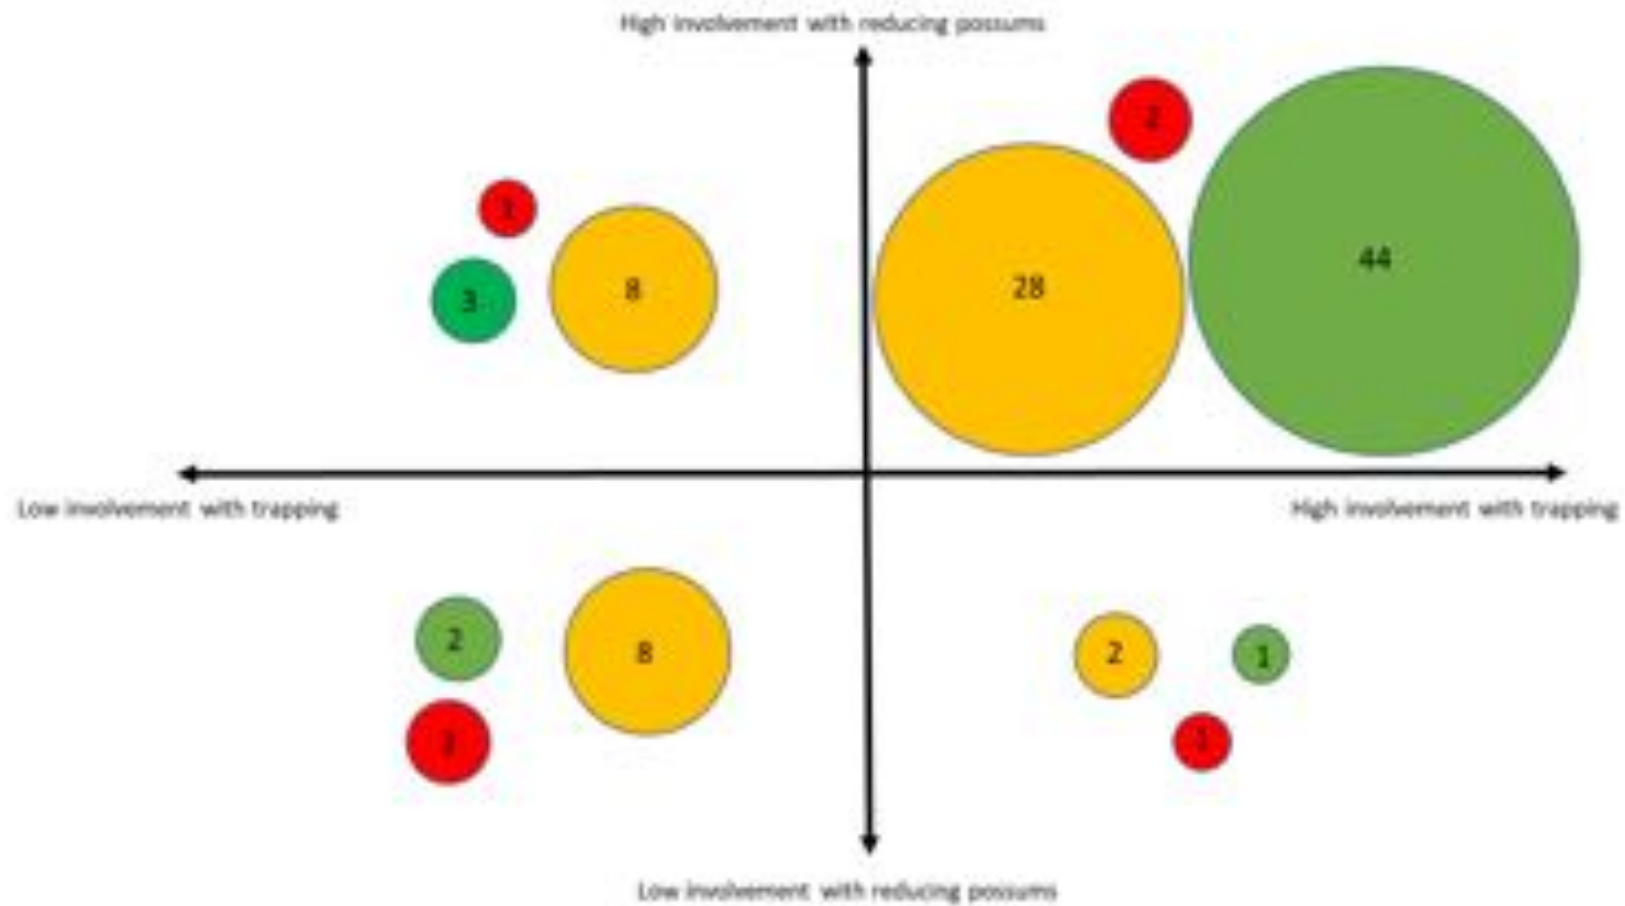 High involvement with reducing possums
2
44
1
28
8
3
Low involvement with trapping
High involvement with trapping
2
8
2
1
1
Low involvement with reducing possums